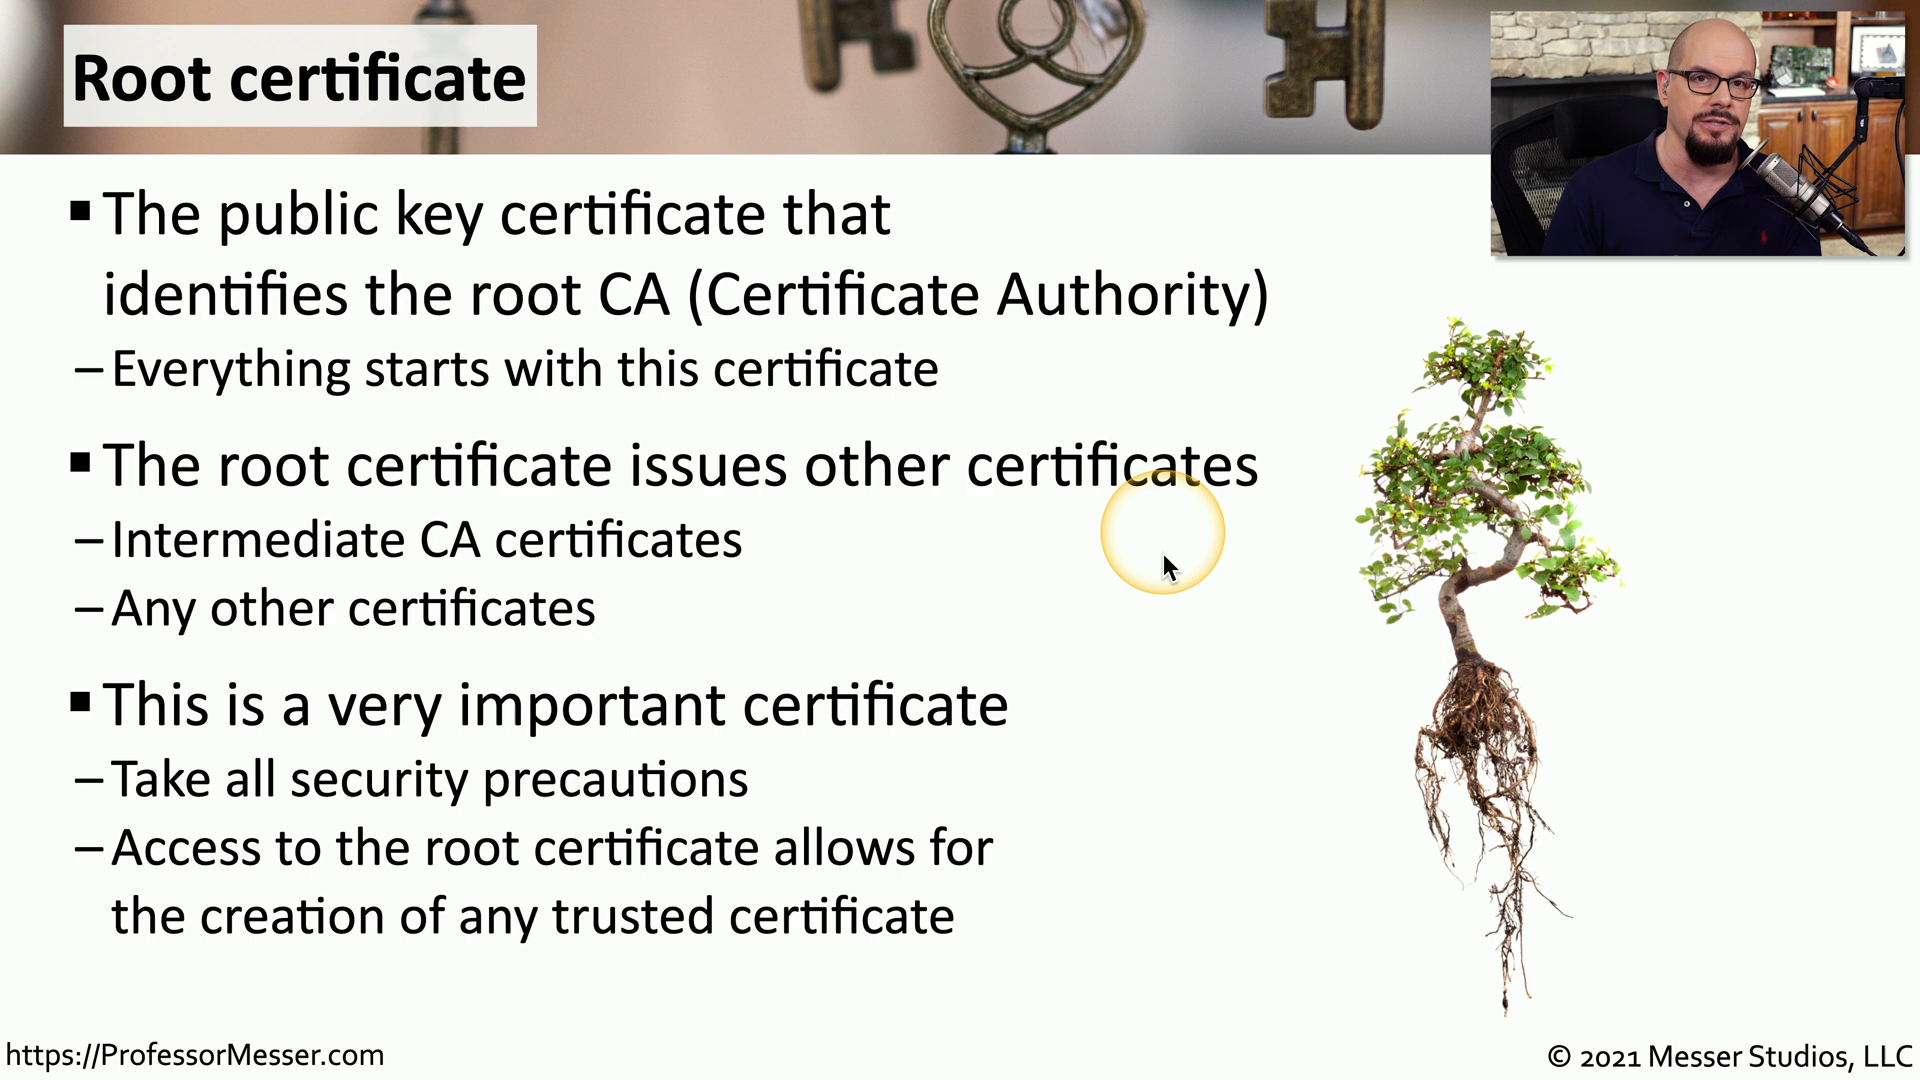 Root certificate
▪ The public key certificate that
identifies the root CA (Certificate Authority)
– Everything starts with this certificate
▪ The root certificate issues other certificates
– Intermediate CA certificates
– Any other certificates
▪ This is a very important certificate
– Take all security precautions
– Access to the root certificate allows for
the creation of any trusted certificate
https://ProfessorMesser.com
© 2021 Messer Studios, LLC